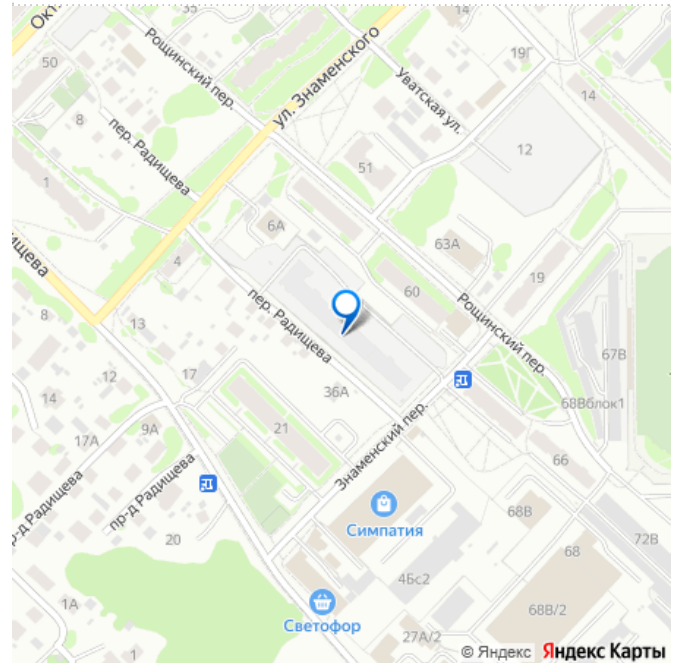 Окт
35
14
50
Рощинский пер.
ул. Знаменского
19Г
14
8
Уватская ул.
12
пер. Радищева
1
51
6А
63А
4
19
60
ищева
пер. Радищева
Рощинский пер.
8
13
67В
12
17
36А
68Вблок1
14
9А
21
17А
Знаменский пер.
66
р-д Радищева
пр-д Радищева
Симпатия
68В
20
72В
68
4Бс2
1А
68В/2
Светофор
27А/2
1
© Яндекс Яндекс Карты